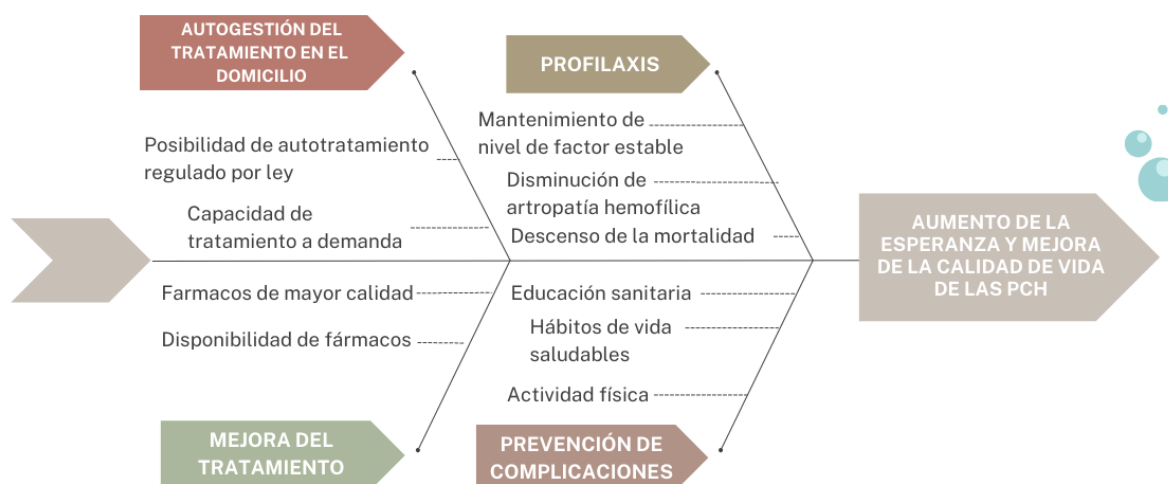 AUTOGESTIÓN DEL
TRATAMIENTO EN EL
DOMICILIO
PROFILAXIS
Posibilidad de autotratamiento
regulado por ley
Capacidad de
tratamiento a demanda
Mantenimiento de
nivel de factor estable
Disminución de
artropatía hemofílica
Descenso de la mortalidad
AUMENTO DE LA
ESPERANZA Y MEJORA
DE LA CALIDAD DE VIDA
DE LAS PCH
Farmacos de mayor calidad
Disponibilidad de fármacos
Educación sanitaria
Hábitos de vida
saludables
Actividad física
MEJORA DEL
TRATAMIENTO
PREVENCIÓN DE
COMPLICACIONES